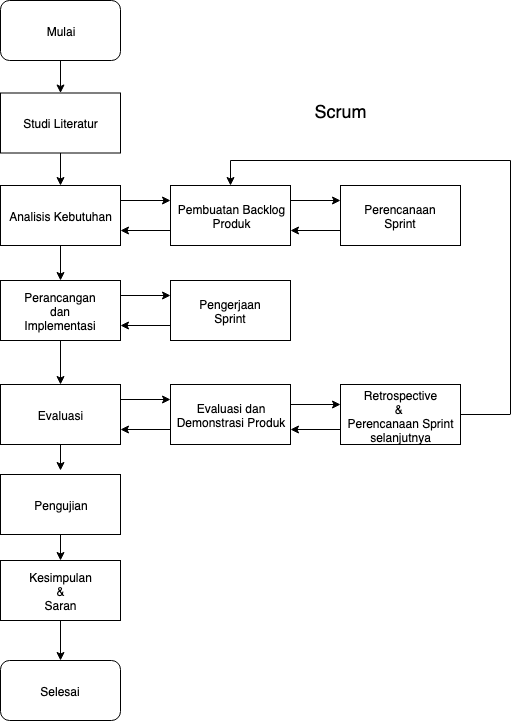 Mulai
Studi Literatur
Scrum
Analisis Kebutuhan
Pembuatan Backlog
Produk
Perencanaan
Sprint
Perancangan
dan
Implementasi
Pengerjaan
Sprint
Evaluasi
Evaluasi dan
Demonstrasi Produk
Retrospective
&
Perencanaan Sprint
selanjutnya
Pengujian
Kesimpulan
&
Saran
Selesai